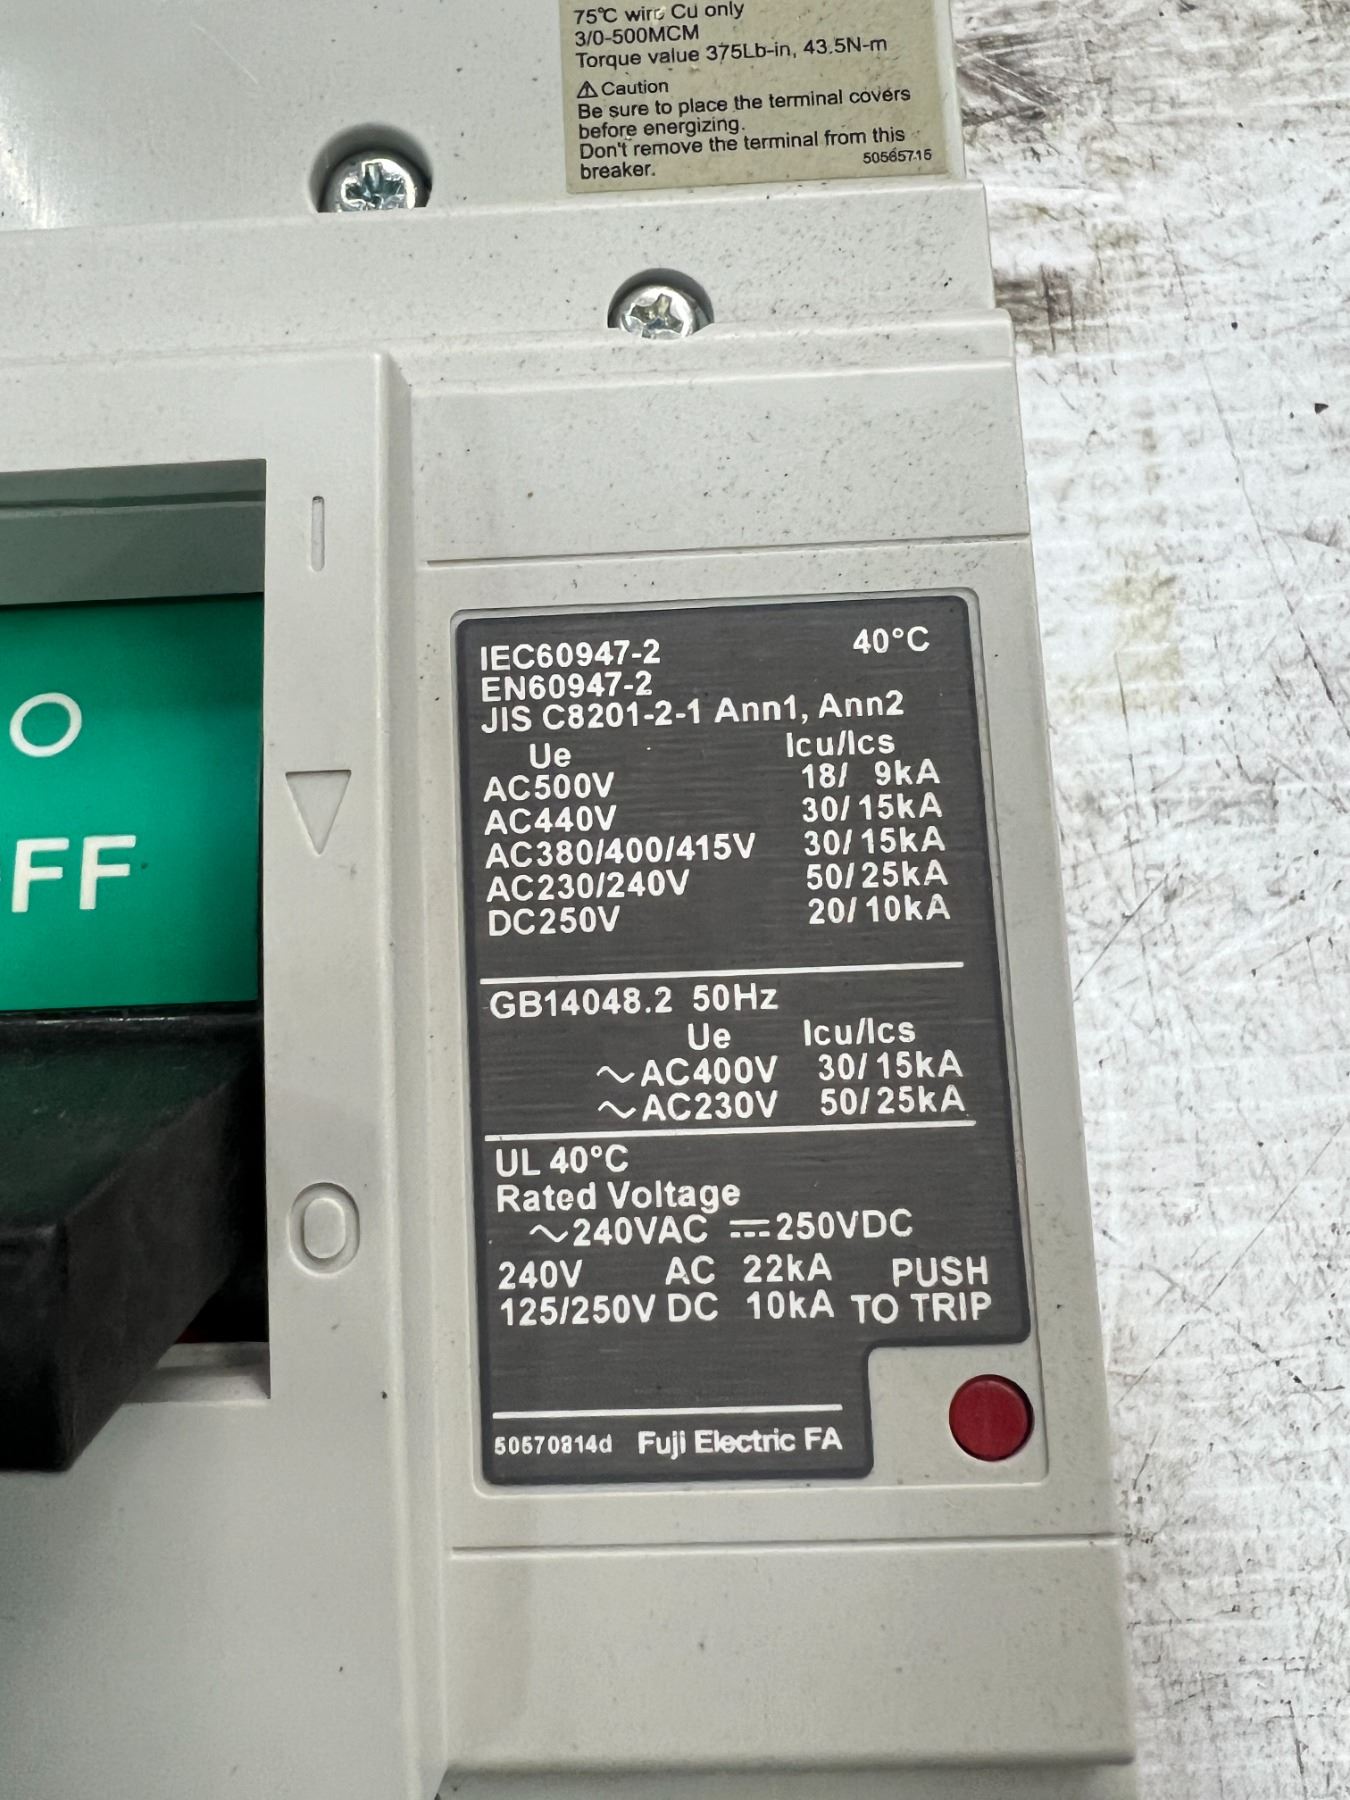 75°C wire Cu only
3/0-500MCM
Torque value 375Lb-in, 43.5N-m
⚠ Caution
Be sure to place the terminal covers
before energizing.
Don't remove the terminal from this
breaker. 50565715
IEC60947-2 40°C
EN60947-2
JIS C8201-2-1 Ann1, Ann2
Ue Icu/Ics
AC500V 18/ 9kA
AC440V 30/15kA
AC380/400/415V 30/15kA
AC230/240V 50/25kA
DC250V 20/10kA
GB14048.2 50Hz
Ue Icu/Ics
~AC400V 30/15kA
~AC230V 50/25kA
UL 40°C
Rated Voltage
~240VAC ⎓250VDC
240V AC 22kA PUSH
125/250V DC 10kA TO TRIP
50570814d Fuji Electric FA
I
O
FF
O